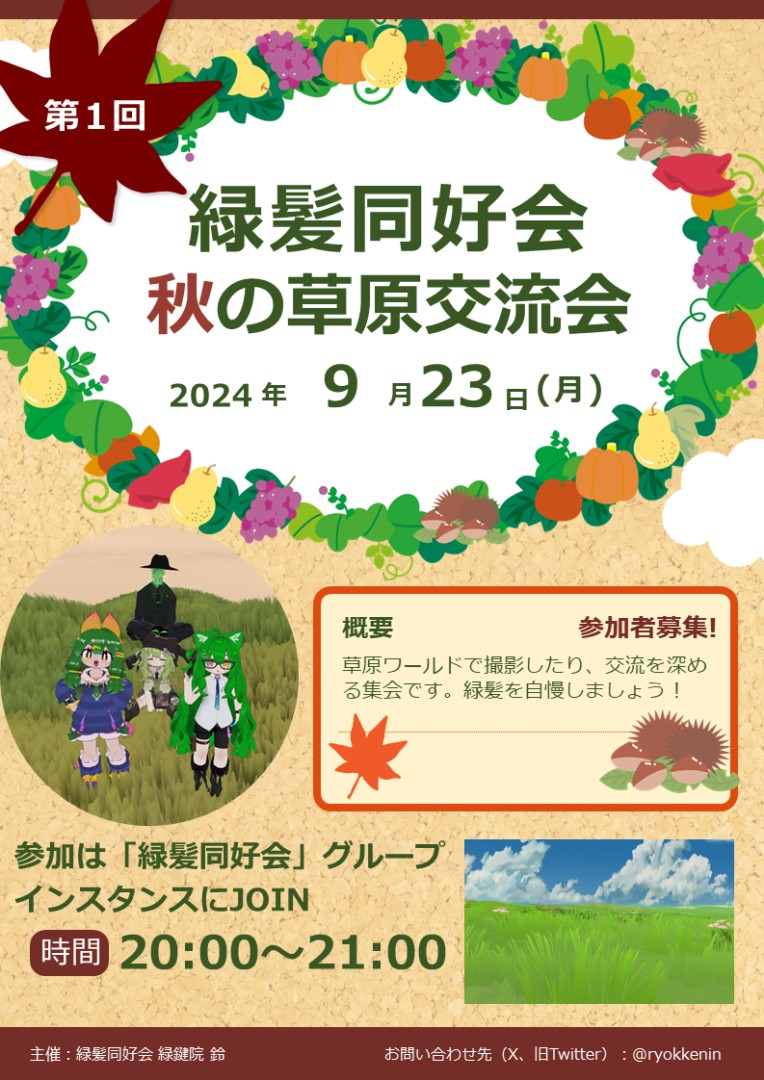 第1回
緑髪同好会
秋の草原交流会
2024年 9月23日(月)
概要
参加者募集!
草原ワールドで撮影したり、交流を深め
る集会です。緑髪を自慢しましょう！
参加は「緑髪同好会」グループ
インスタンスにJOIN
時間 20:00～21:00
主催：緑髪同好会 緑鍵院 鈴
お問い合わせ先（X、旧Twitter）：@ryokkenin